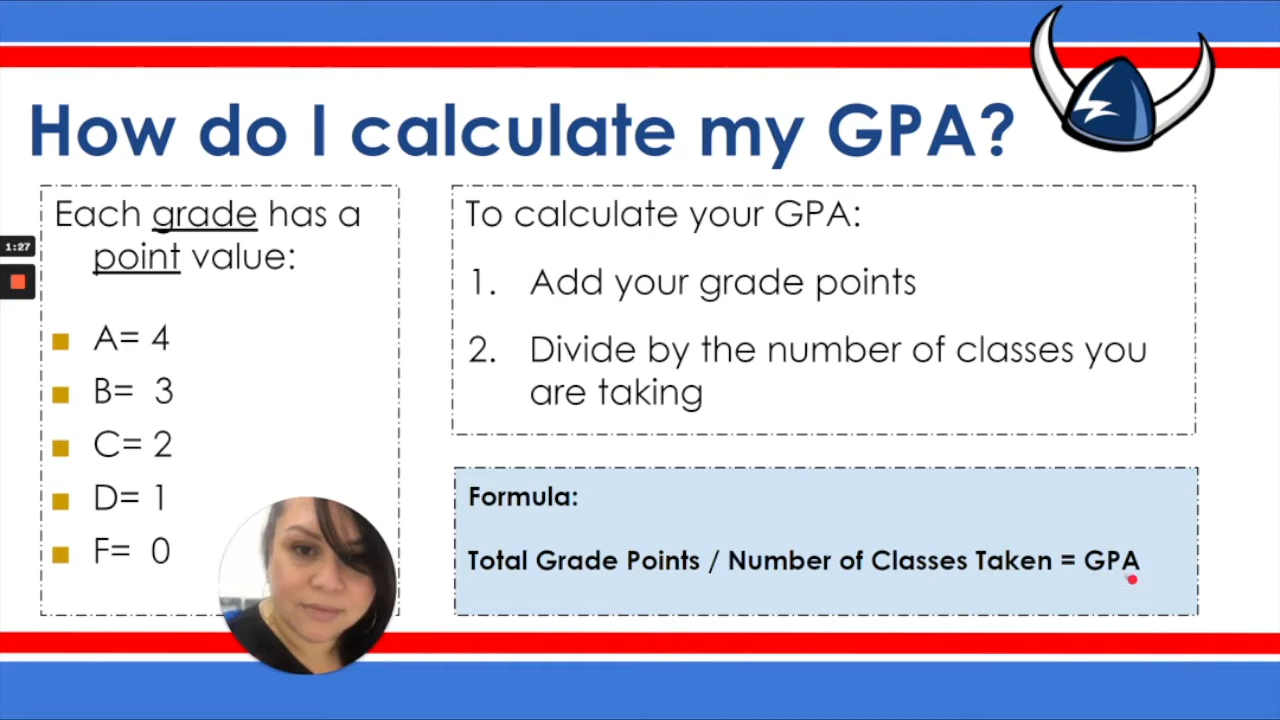 How do I calculate my GPA?
Each grade has a
point value:
A= 4
B= 3
C= 2
D= 1
F= 0
To calculate your GPA:
1. Add your grade points
2. Divide by the number of classes you
are taking
Formula:
Total Grade Points / Number of Classes Taken = GPA
1:27